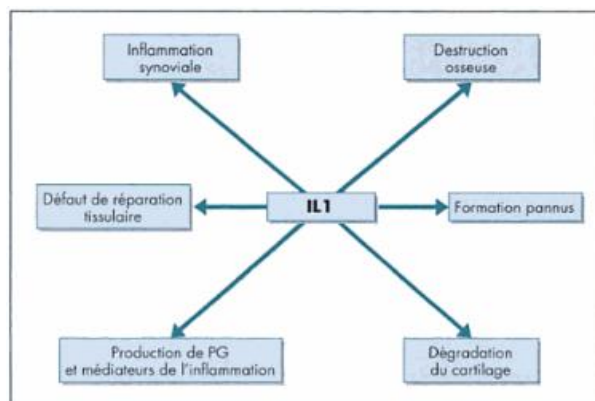 Inflammation
synoviale
Destruction
osseuse
Défaut de réparation
tissulaire
IL1
Formation pannus
Production de PG
et médiateurs de l'inflammation
Dégradation
du cartilage